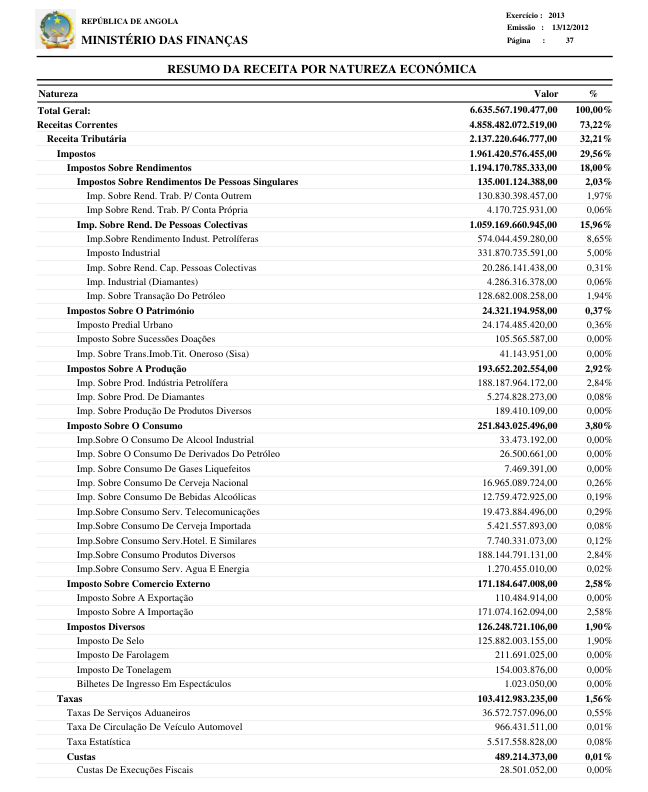 REPÚBLICA DE ANGOLA
MINISTÉRIO DAS FINANÇAS
Exercício : 2013
Emissão : 13/12/2012
Página : 37
RESUMO DA RECEITA POR NATUREZA ECONÓMICA
Natureza Valor %
Total Geral: 6.635.567.190.477,00 100,00%
Receitas Correntes 4.858.482.072.519,00 73,22%
Receita Tributária 2.137.220.646.777,00 32,21%
Impostos 1.961.420.576.455,00 29,56%
Impostos Sobre Rendimentos 1.194.170.785.333,00 18,00%
Impostos Sobre Rendimentos De Pessoas Singulares 135.001.124.388,00 2,03%
Imp. Sobre Rend. Trab. P/ Conta Outrem 130.830.398.457,00 1,97%
Imp Sobre Rend. Trab. P/ Conta Própria 4.170.725.931,00 0,06%
Imp. Sobre Rend. De Pessoas Colectivas 1.059.169.660.945,00 15,96%
Imp.Sobre Rendimento Indust. Petrolíferas 574.044.459.280,00 8,65%
Imposto Industrial 331.870.735.591,00 5,00%
Imp. Sobre Rend. Cap. Pessoas Colectivas 20.286.141.438,00 0,31%
Imp. Industrial (Diamantes) 4.286.316.378,00 0,06%
Imp. Sobre Transação Do Petróleo 128.682.008.258,00 1,94%
Impostos Sobre O Património 24.321.194.958,00 0,37%
Imposto Predial Urbano 24.174.485.420,00 0,36%
Imposto Sobre Sucessões Doações 105.565.587,00 0,00%
Imp. Sobre Trans.Imob.Tit. Oneroso (Sisa) 41.143.951,00 0,00%
Impostos Sobre A Produção 193.652.202.554,00 2,92%
Imp. Sobre Prod. Indústria Petrolífera 188.187.964.172,00 2,84%
Imp. Sobre Prod. De Diamantes 5.274.828.273,00 0,08%
Imp. Sobre Produção De Produtos Diversos 189.410.109,00 0,00%
Imposto Sobre O Consumo 251.843.025.496,00 3,80%
Imp.Sobre O Consumo De Alcool Industrial 33.473.192,00 0,00%
Imp. Sobre O Consumo De Derivados Do Petróleo 26.500.661,00 0,00%
Imp. Sobre Consumo De Gases Liquefeitos 7.469.391,00 0,00%
Imp. Sobre Consumo De Cerveja Nacional 16.965.089.724,00 0,26%
Imp. Sobre Consumo De Bebidas Alcoólicas 12.759.472.925,00 0,19%
Imp.Sobre Consumo Serv. Telecomunicações 19.473.884.496,00 0,29%
Imp. Sobre Consumo De Cerveja Importada 5.421.557.893,00 0,08%
Imp.Sobre Consumo Serv.Hotel. E Similares 7.740.331.073,00 0,12%
Imp.Sobre Consumo Produtos Diversos 188.144.791.131,00 2,84%
Imp.Sobre Consumo Serv. Agua E Energia 1.270.455.010,00 0,02%
Imposto Sobre Comercio Externo 171.184.647.008,00 2,58%
Imposto Sobre A Exportação 110.484.914,00 0,00%
Imposto Sobre A Importação 171.074.162.094,00 2,58%
Impostos Diversos 126.248.721.106,00 1,90%
Imposto De Selo 125.882.003.155,00 1,90%
Imposto De Farolagem 211.691.025,00 0,00%
Imposto De Tonelagem 154.003.876,00 0,00%
Bilhetes De Ingresso Em Espectáculos 1.023.050,00 0,00%
Taxas 103.412.983.235,00 1,56%
Taxas De Serviços Aduaneiros 36.572.757.096,00 0,55%
Taxa De Circulação De Veículo Automovel 966.431.511,00 0,01%
Taxa Estatística 5.517.558.828,00 0,08%
Custas 489.214.373,00 0,01%
Custas De Execuções Fiscais 28.501.052,00 0,00%